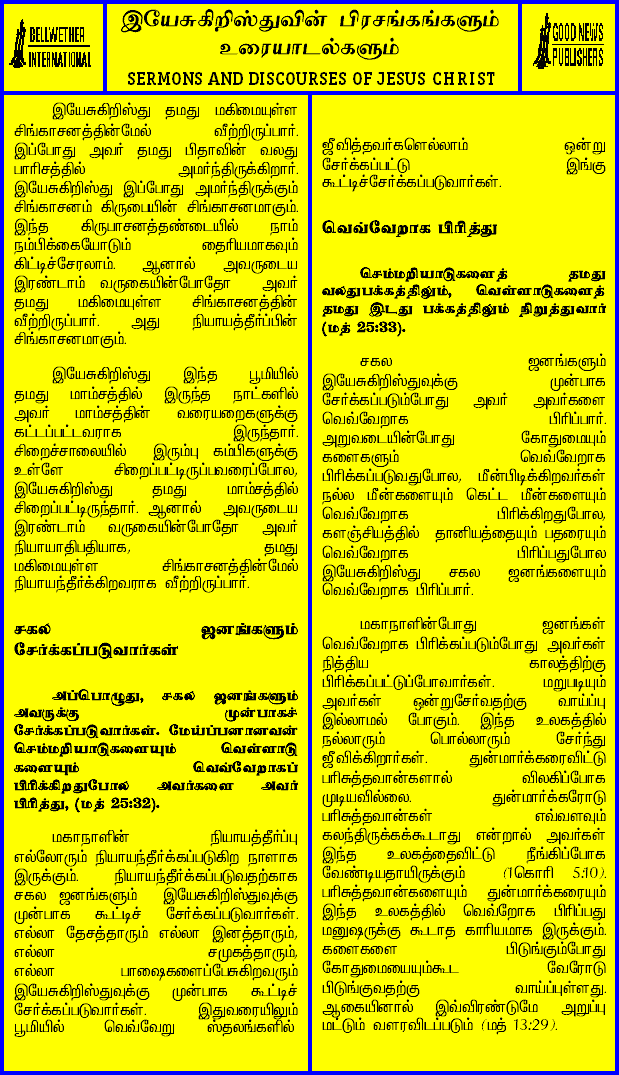 BELLWETHER
INTERNATIONAL
இயேசுகிறிஸ்துவின் பிரசங்கங்களும்
உரையாடல்களும்
SERMONS AND DISCOURSES OF JESUS CHRIST
GOOD NEWS
PUBLISHERS
இயேசுகிறிஸ்து தமது மகிமையுள்ள
சிங்காசனத்தின்மேல் வீற்றிருப்பார்.
இப்போது அவர் தமது பிதாவின் வலது
பாரிசத்தில் அமர்ந்திருக்கிறார்.
இயேசுகிறிஸ்து இப்போது அமர்ந்திருக்கும்
சிங்காசனம் கிருபையின் சிங்காசனமாகும்.
இந்த கிருபாசனத்தண்டையில் நாம்
நம்பிக்கையோடும் தைரியமாகவும்
கிட்டிச்சேரலாம். ஆனால் அவருடைய
இரண்டாம் வருகையின்போதோ அவர்
தமது மகிமையுள்ள சிங்காசனத்தின்
வீற்றிருப்பார். அது நியாயத்தீர்ப்பின்
சிங்காசனமாகும்.
இயேசுகிறிஸ்து இந்த பூமியில்
தமது மாம்சத்தில் இருந்த நாட்களில்
அவர் மாம்சத்தின் வரையறைகளுக்கு
கட்டப்பட்டவராக இருந்தார்.
சிறைச்சாலையில் இரும்பு கம்பிகளுக்கு
உள்ளே சிறைப்பட்டிருப்பவரைப்போல,
இயேசுகிறிஸ்து தமது மாம்சத்தில்
சிறைப்பட்டிருந்தார். ஆனால் அவருடைய
இரண்டாம் வருகையின்போதோ அவர்
நியாயாதிபதியாக, தமது
மகிமையுள்ள சிங்காசனத்தின்மேல்
நியாயந்தீர்க்கிறவராக வீற்றிருப்பார்.
சகல ஜனங்களும்
சேர்க்கப்படுவார்கள்
அப்பொழுது, சகல ஜனங்களும்
அவருக்கு முன்பாகச்
சேர்க்கப்படுவார்கள். மேய்ப்பனானவன்
செம்மறியாடுகளையும் வெள்ளாடு
களையும் வெவ்வேறாகப்
பிரிக்கிறதுபோல அவர்களை அவர்
பிரித்து, (மத் 25:32).
மகாநாளின் நியாயத்தீர்ப்பு
எல்லோரும் நியாயந்தீர்க்கப்படுகிற நாளாக
இருக்கும். நியாயந்தீர்க்கப்படுவதற்காக
சகல ஜனங்களும் இயேசுகிறிஸ்துவுக்கு
முன்பாக கூட்டிச் சேர்க்கப்படுவார்கள்.
எல்லா தேசத்தாரும் எல்லா இனத்தாரும்,
எல்லா சமுகத்தாரும்,
எல்லா பாஷைகளைப்பேசுகிறவரும்
இயேசுகிறிஸ்துவுக்கு முன்பாக கூட்டிச்
சேர்க்கப்படுவார்கள். இதுவரையிலும்
பூமியில் வெவ்வேறு ஸ்தலங்களில்
ஜீவித்தவர்களெல்லாம் ஒன்று
சேர்க்கப்பட்டு இங்கு
கூட்டிச்சேர்க்கப்படுவார்கள்.
வெவ்வேறாக பிரித்து
செம்மறியாடுகளைத் தமது
வலதுபக்கத்திலும், வெள்ளாடுகளைத்
தமது இடது பக்கத்திலும் நிறுத்துவார்
(மத் 25:33).
சகல ஜனங்களும்
இயேசுகிறிஸ்துவுக்கு முன்பாக
சேர்க்கப்படும்போது அவர் அவர்களை
வெவ்வேறாக பிரிப்பார்.
அறுவடையின்போது கோதுமையும்
களைகளும் வெவ்வேறாக
பிரிக்கப்படுவதுபோல, மீன்பிடிக்கிறவர்கள்
நல்ல மீன்களையும் கெட்ட மீன்களையும்
வெவ்வேறாக பிரிக்கிறதுபோல,
களஞ்சியத்தில் தானியத்தையும் பதரையும்
வெவ்வேறாக பிரிப்பதுபோல
இயேசுகிறிஸ்து சகல ஜனங்களையும்
வெவ்வேறாக பிரிப்பார்.
மகாநாளின்போது ஜனங்கள்
வெவ்வேறாக பிரிக்கப்படும்போது அவர்கள்
நித்திய காலத்திற்கு
பிரிக்கப்பட்டுப்போவார்கள். மறுபடியும்
அவர்கள் ஒன்றுசேர்வதற்கு வாய்ப்பு
இல்லாமல் போகும். இந்த உலகத்தில்
நல்லாரும் பொல்லாரும் சேர்ந்து
ஜீவிக்கிறார்கள். துன்மார்க்கரைவிட்டு
பரிசுத்தவான்களால் விலகிப்போக
முடியவில்லை. துன்மார்க்கரோடு
பரிசுத்தவான்கள் எவ்வளவும்
கலந்திருக்கக்கூடாது என்றால் அவர்கள்
இந்த உலகத்தைவிட்டு நீங்கிப்போக
வேண்டியதாயிருக்கும் (1கொரி 5:10).
பரிசுத்தவான்களையும் துன்மார்க்கரையும்
இந்த உலகத்தில் வெவ்றோக பிரிப்பது
மனுஷருக்கு கூடாத காரியமாக இருக்கும்.
களைகளை பிடுங்கும்போது
கோதுமையையும்கூட வேரோடு
பிடுங்குவதற்கு வாய்ப்புள்ளது.
ஆகையினால் இவ்விரண்டுமே அறுப்பு
மட்டும் வளரவிடப்படும் (மத் 13:29).